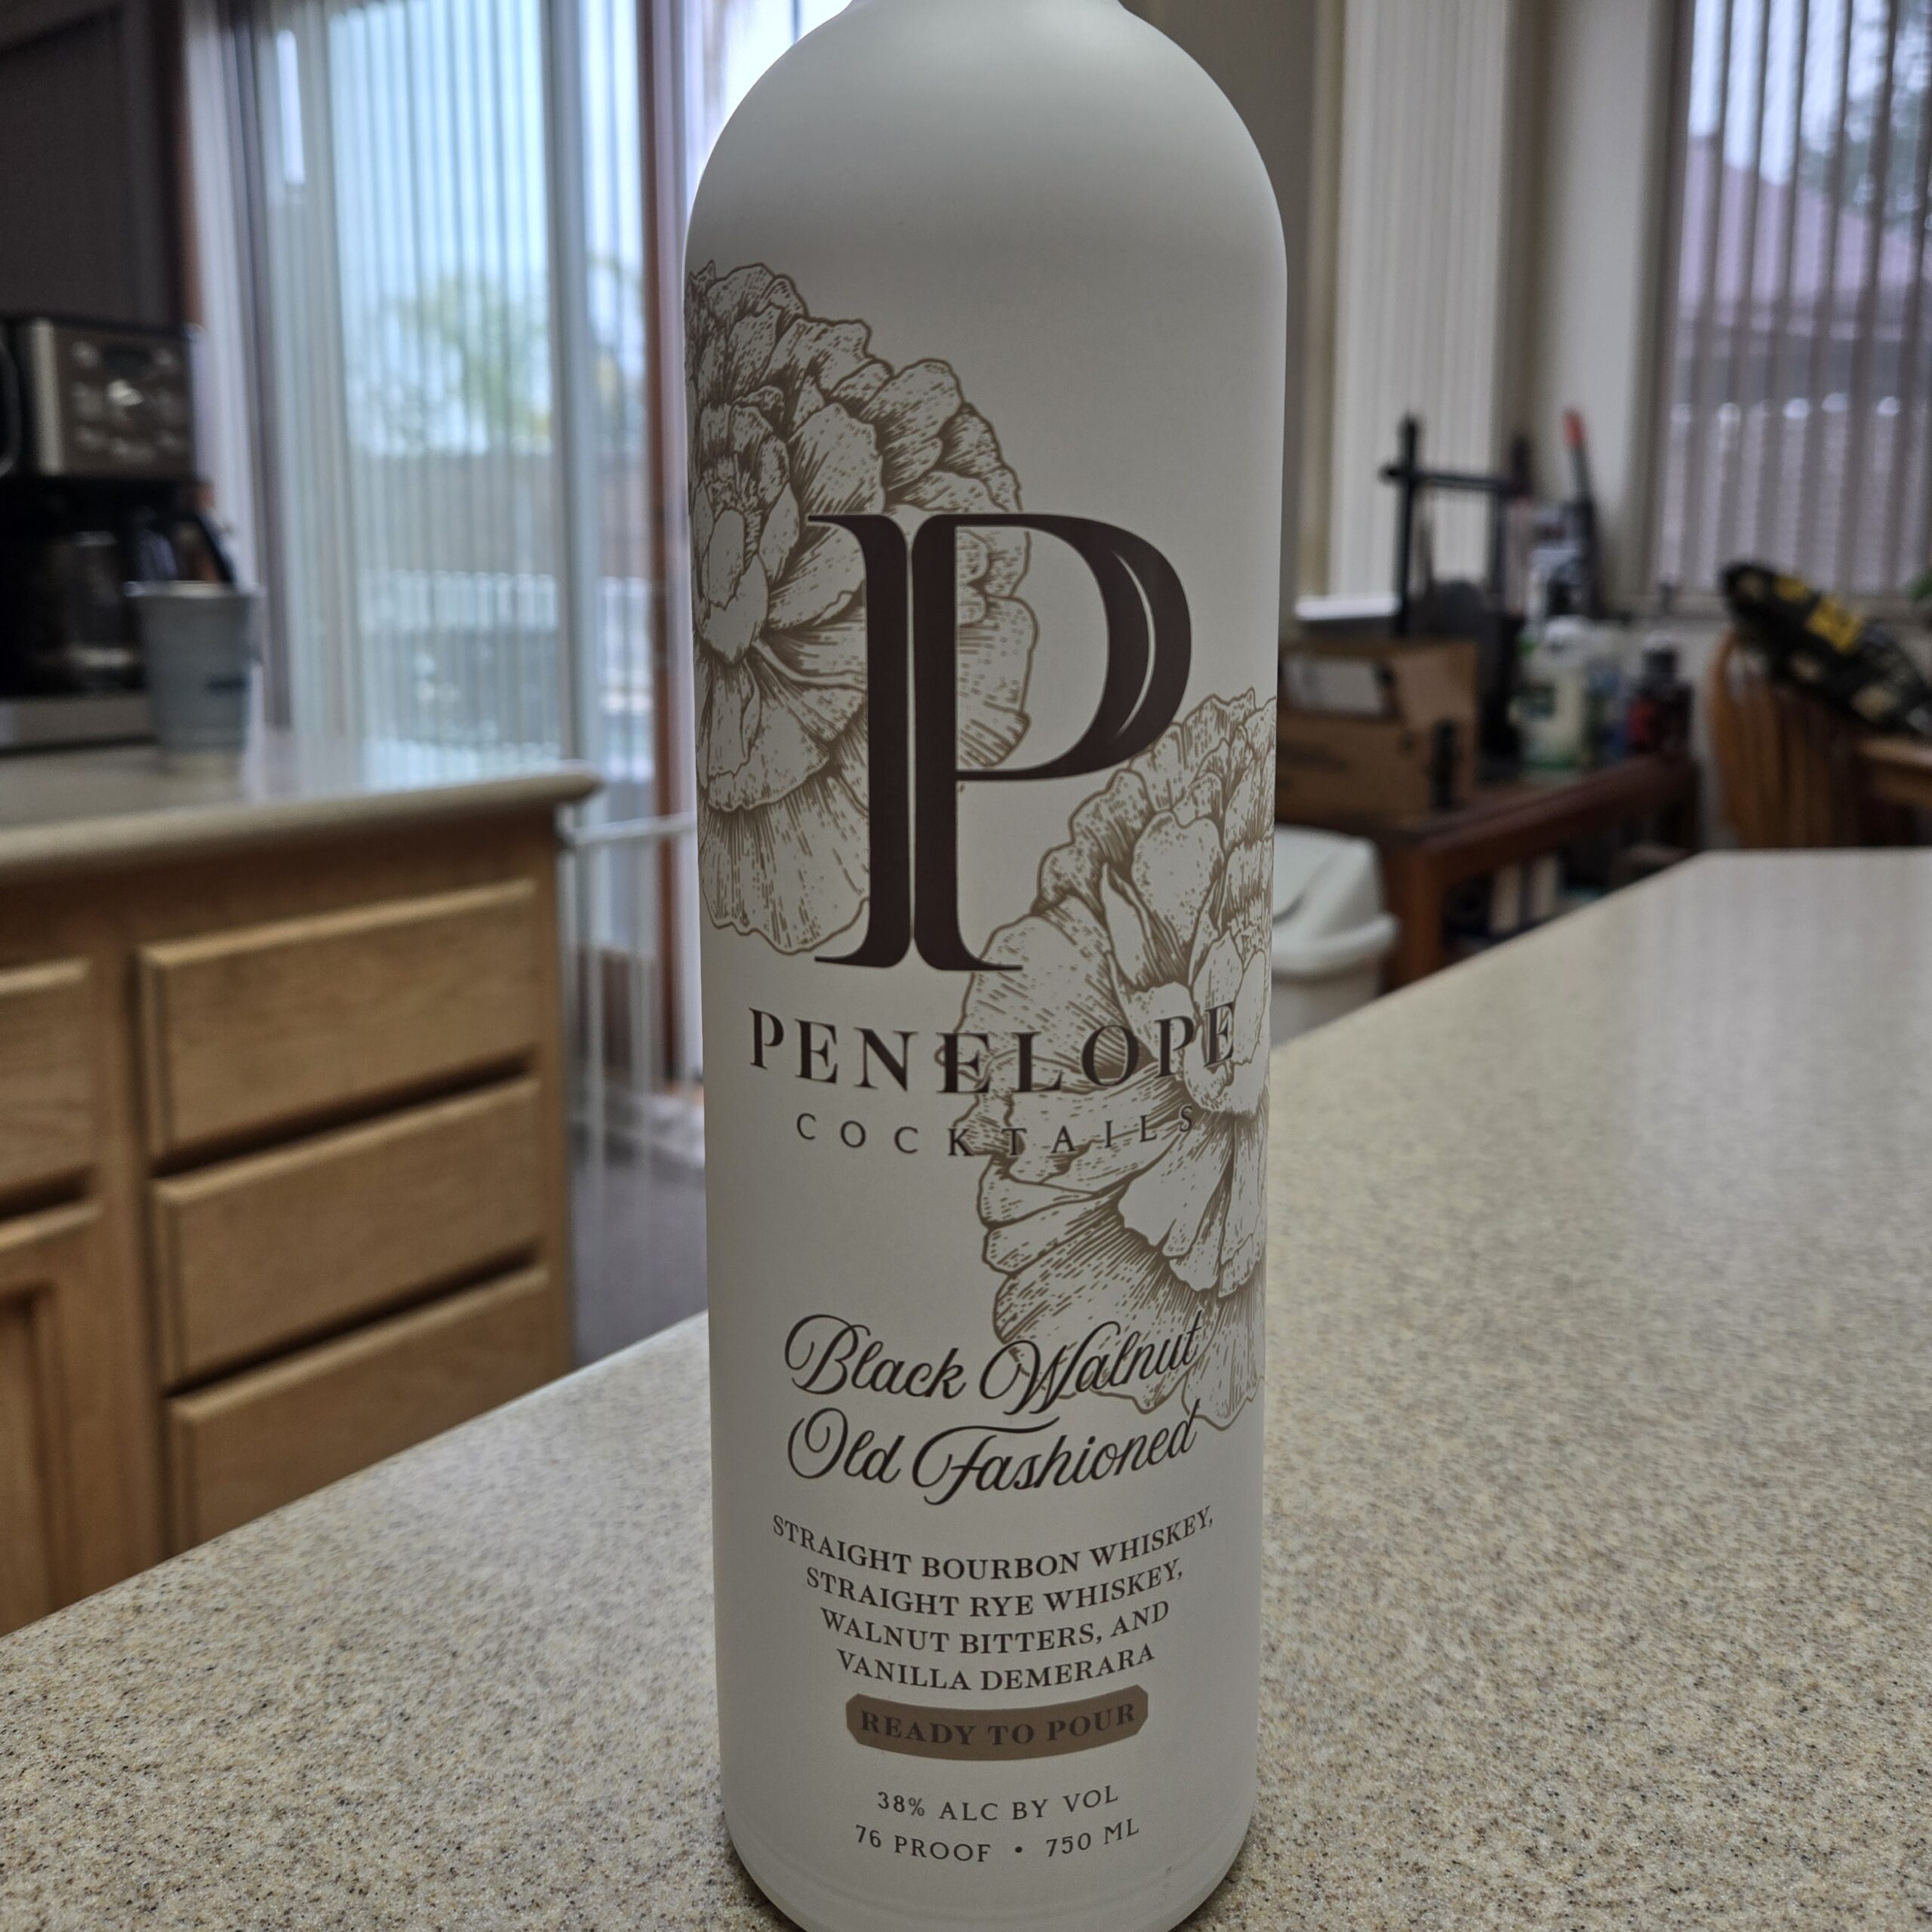 P
PENELOPE
COCKTAILS
Black Walnut
Old Fashioned
STRAIGHT BOURBON WHISKEY,
STRAIGHT RYE WHISKEY,
WALNUT BITTERS, AND
VANILLA DEMERARA
READY TO POUR
38% ALC BY VOL
76 PROOF • 750 ML